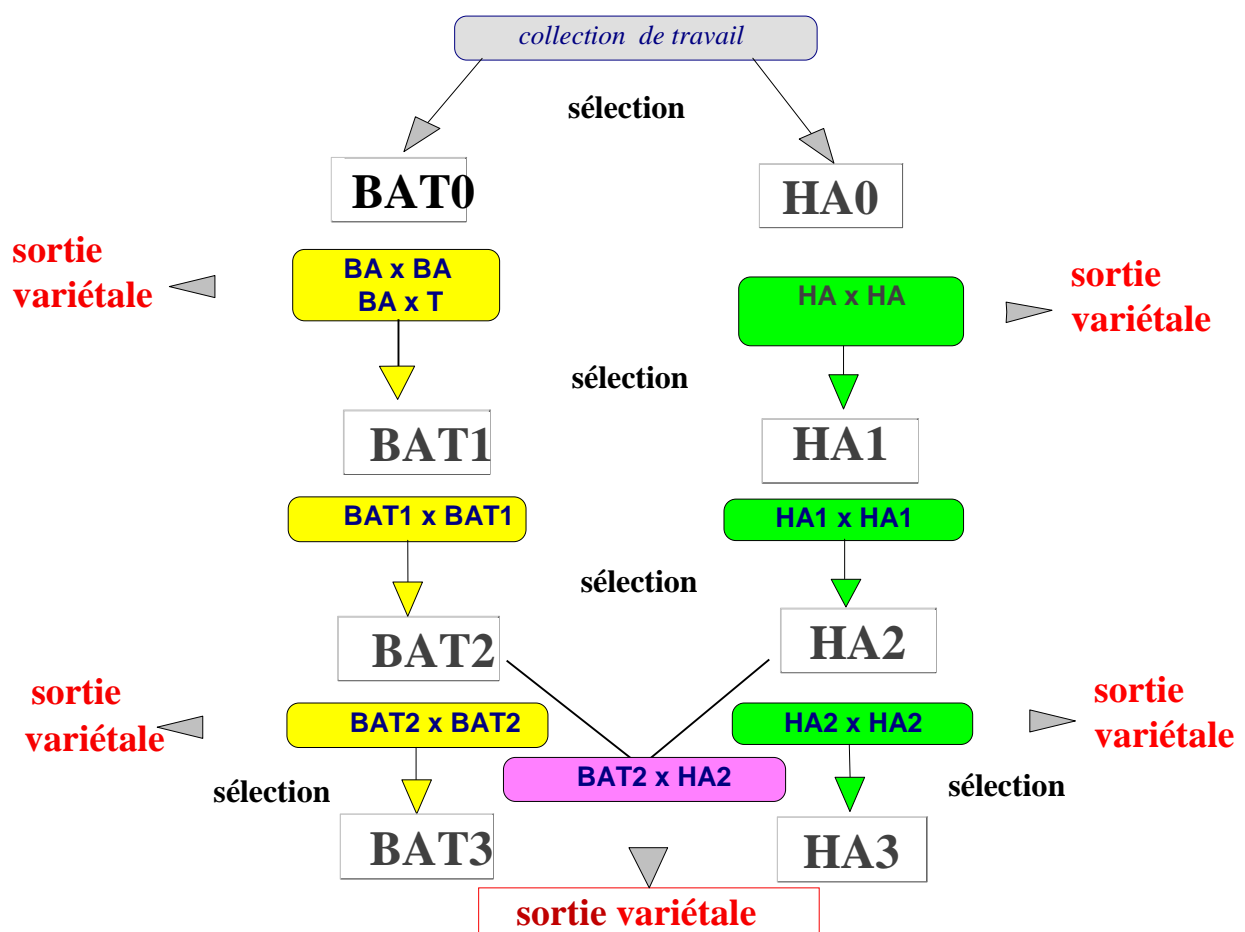 collection de travail
sélection
BAT0
HA0
sortie
variétale
BA x BA
BA x T
HA x HA
sortie
variétale
sélection
BAT1
HA1
BAT1 x BAT1
HA1 x HA1
sélection
BAT2
HA2
sortie
variétale
BAT2 x BAT2
HA2 x HA2
sortie
variétale
BAT2 x HA2
sélection
sélection
BAT3
HA3
sortie variétale